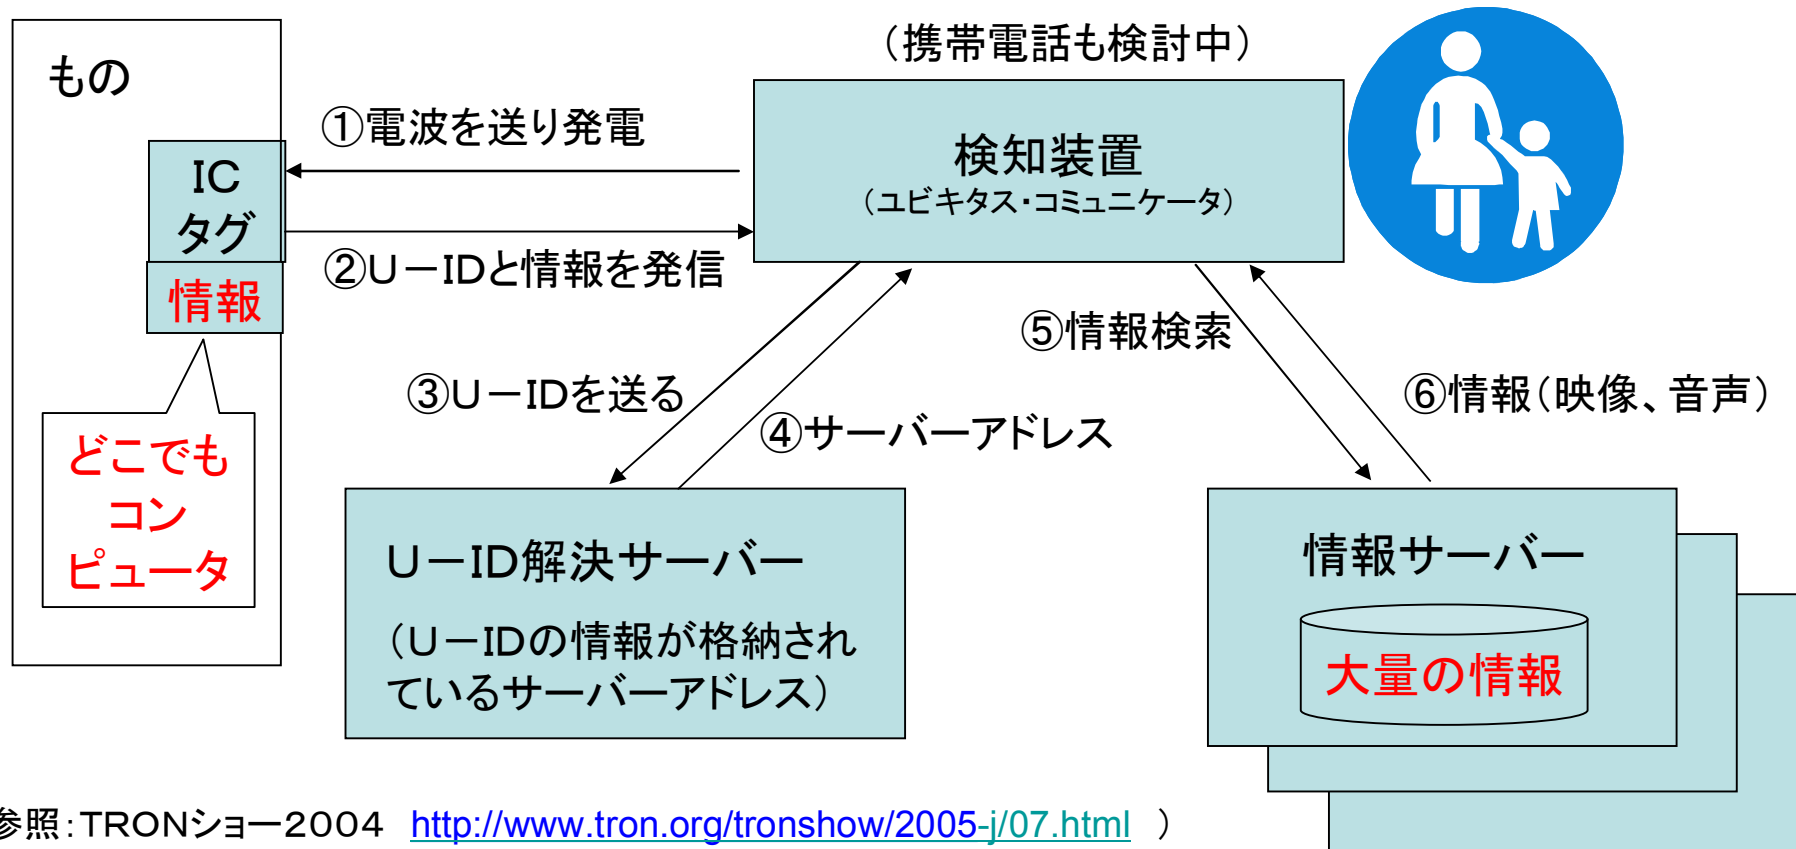 (携帯電話も検討中)
もの
①電波を送り発電
検知装置
(ユビキタス・コミュニケータ)
IC
タグ
情報
②U－IDと情報を発信
⑤情報検索
③U－IDを送る
④サーバーアドレス
⑥情報(映像、音声)
どこでも
コン
ピュータ
U－ID解決サーバー
(U－IDの情報が格納され
ているサーバーアドレス)
情報サーバー
大量の情報
参照：TRONショー2004 http://www.tron.org/tronshow/2005-j/07.html )